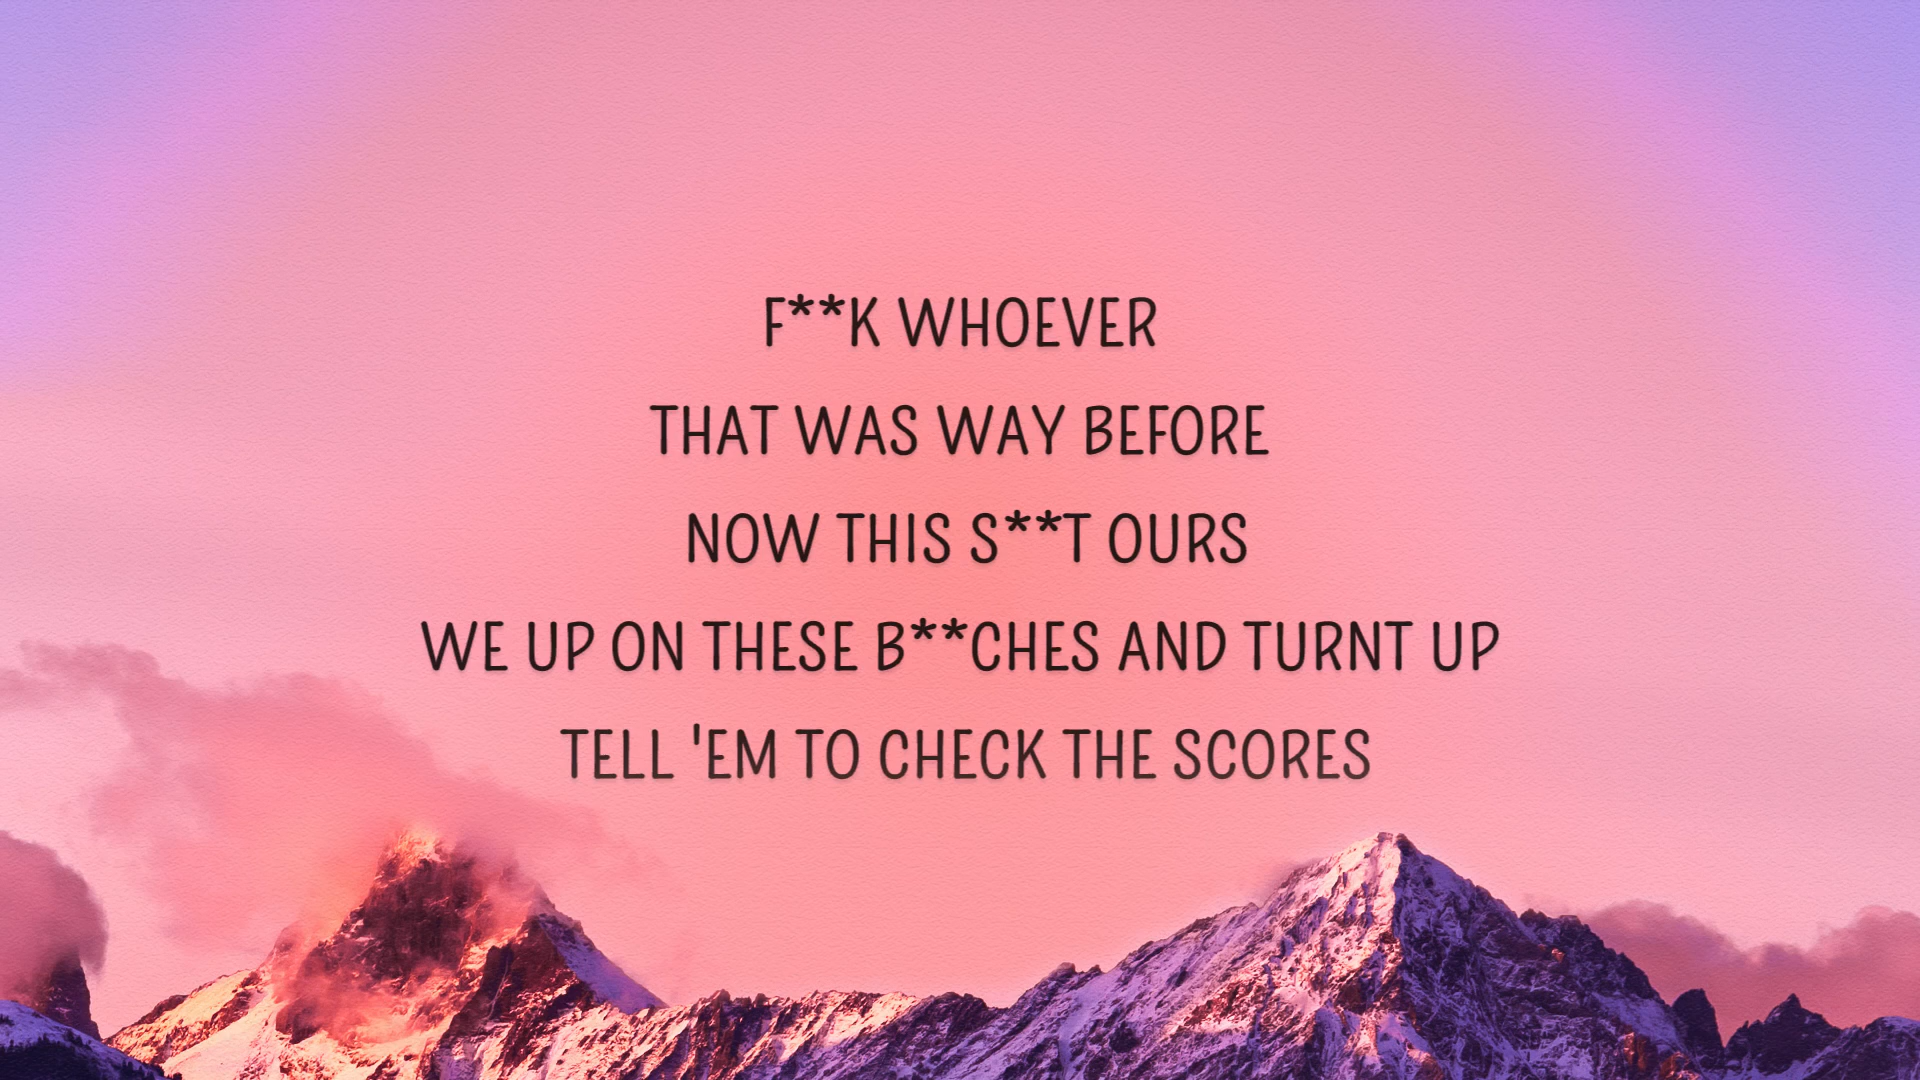 F**K WHOEVER
THAT WAS WAY BEFORE
NOW THIS S**T OURS
WE UP ON THESE B**CHES AND TURNT UP
TELL 'EM TO CHECK THE SCORES